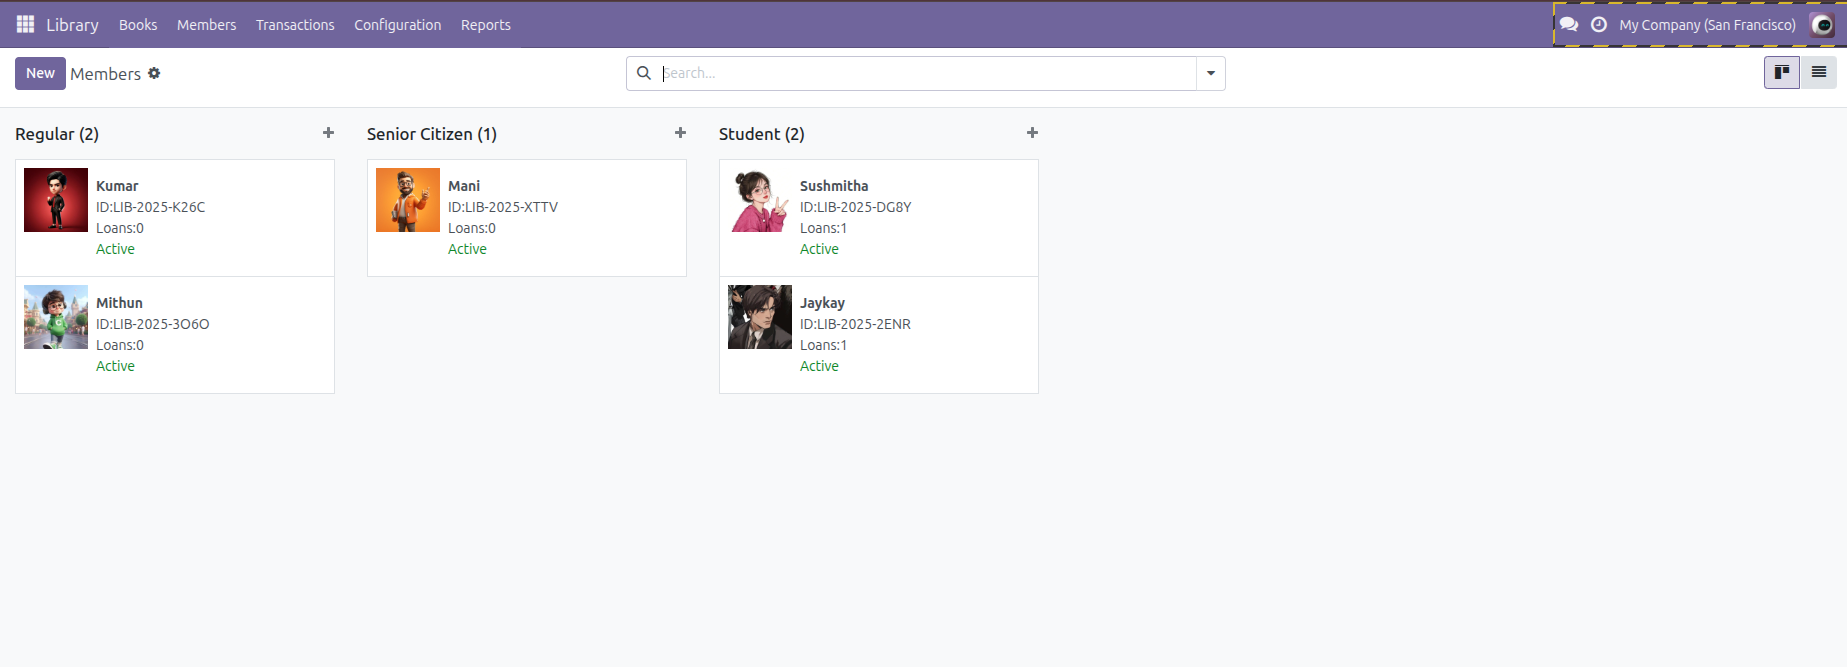 Library Books Members Transactions Configuration Reports My Company (San Francisco)
New Members Search...
Regular (2)
Kumar
ID:LIB-2025-K26C
Loans:0
Active
Mithun
ID:LIB-2025-3O6O
Loans:0
Active
Senior Citizen (1)
Mani
ID:LIB-2025-XTTV
Loans:0
Active
Student (2)
Sushmitha
ID:LIB-2025-DG8Y
Loans:1
Active
Jaykay
ID:LIB-2025-2ENR
Loans:1
Active